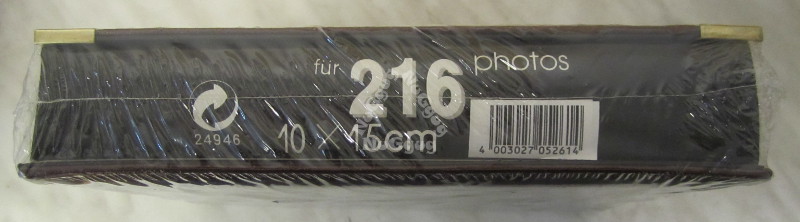 für 216 photos
24946
10 x 15cm
4 003027 052614